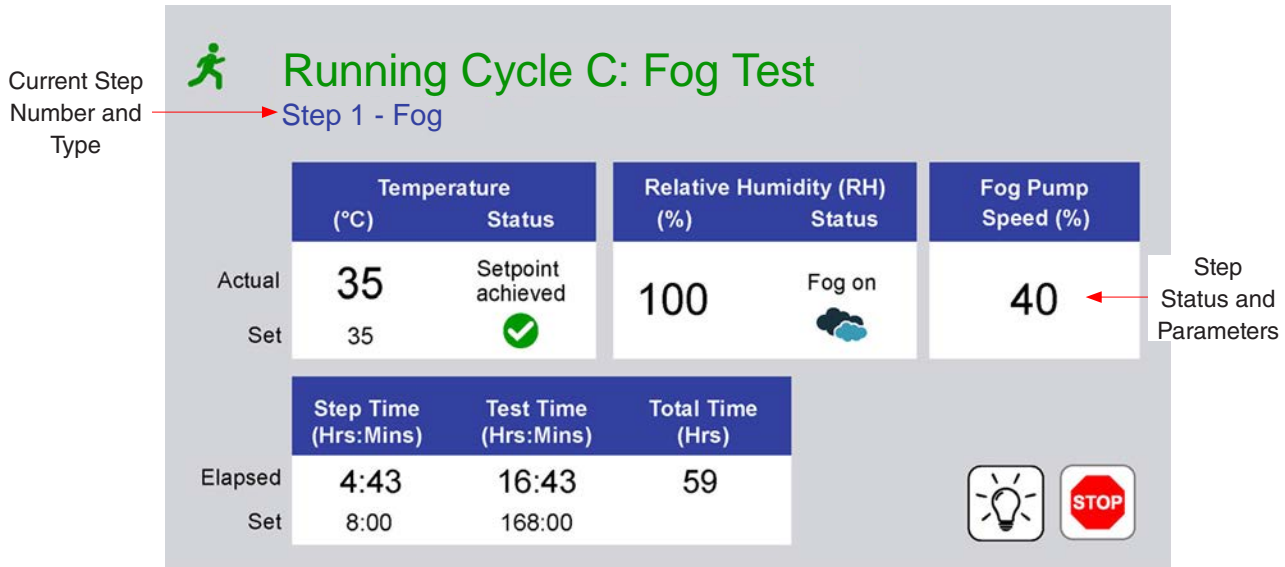 Current Step
Number and
Type
Running Cycle C: Fog Test
Step 1 - Fog
Temperature
(°C) Status
Relative Humidity (RH)
(%) Status
Fog Pump
Speed (%)
Actual 35 Setpoint achieved 100 Fog on 40
Set 35
Step
Status and
Parameters
Step Time Test Time Total Time
(Hrs:Mins) (Hrs:Mins) (Hrs)
Elapsed 4:43 16:43 59
Set 8:00 168:00
STOP